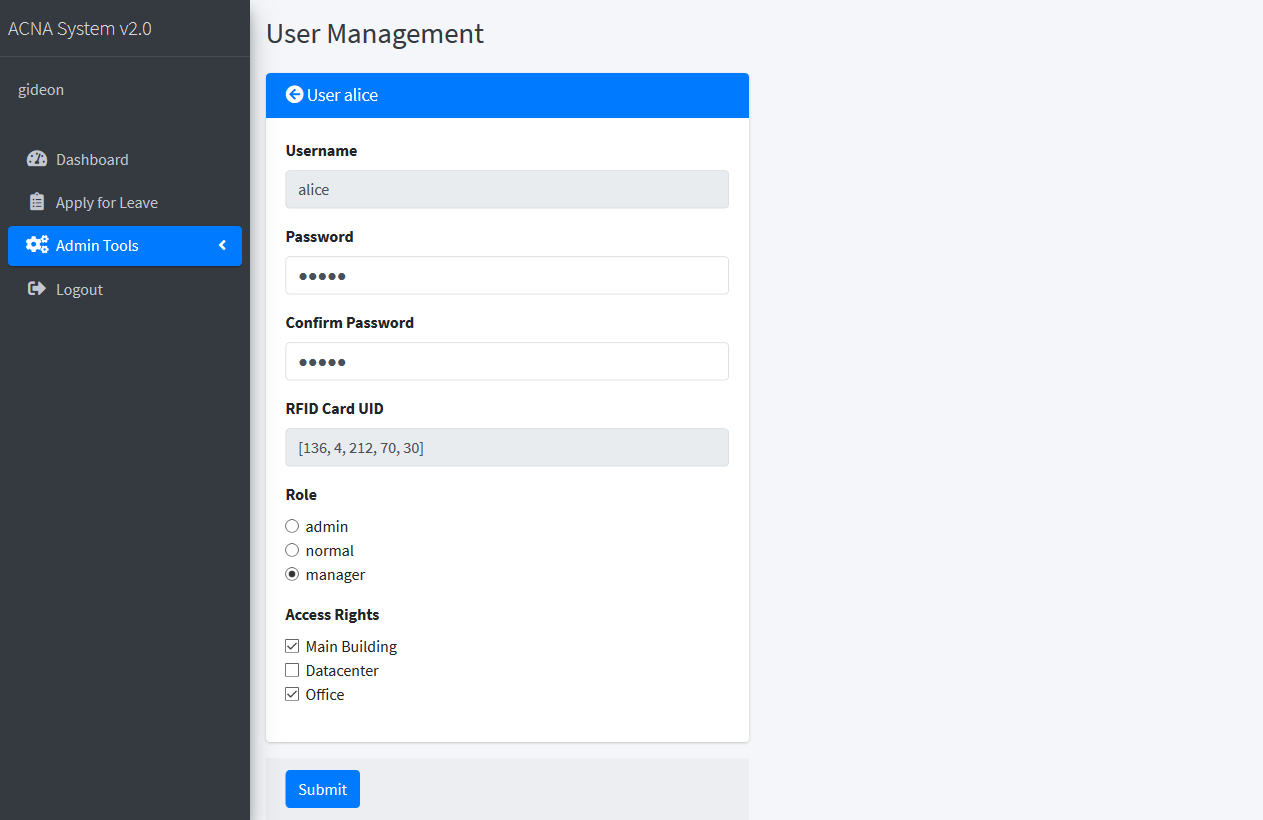 ACNA System v2.0
gideon
Dashboard
Apply for Leave
Admin Tools
Logout
User Management
User alice
Username
alice
Password
●●●●●
Confirm Password
●●●●●
RFID Card UID
[136, 4, 212, 70, 30]
Role
admin
normal
manager
Access Rights
Main Building
Datacenter
Office
Submit